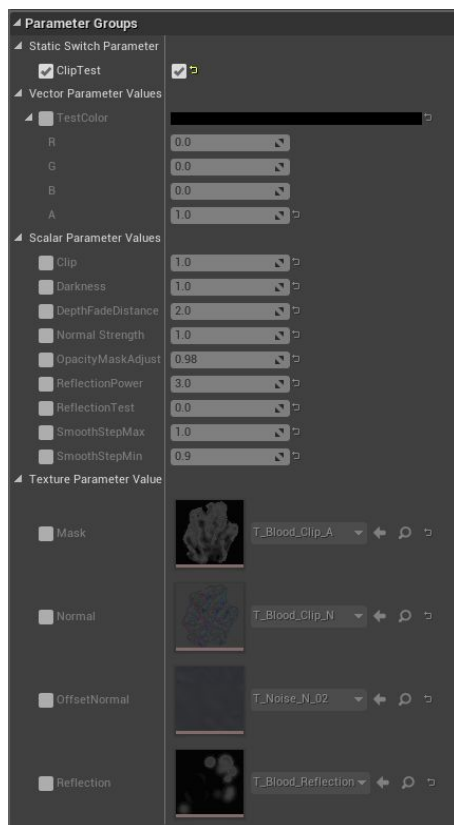 Parameter Groups
Static Switch Parameter
ClipTest
Vector Parameter Values
TestColor
R 0.0
G 0.0
B 0.0
A 1.0
Scalar Parameter Values
Clip 1.0
Darkness 1.0
DepthFadeDistance 2.0
Normal Strength 1.0
OpacityMaskAdjust 0.98
ReflectionPower 3.0
ReflectionTest 0.0
SmoothStepMax 1.0
SmoothStepMin 0.9
Texture Parameter Value
Mask T_Blood_Clip_A
Normal T_Blood_Clip_N
OffsetNormal T_Noise_N_02
Reflection T_Blood_Reflection